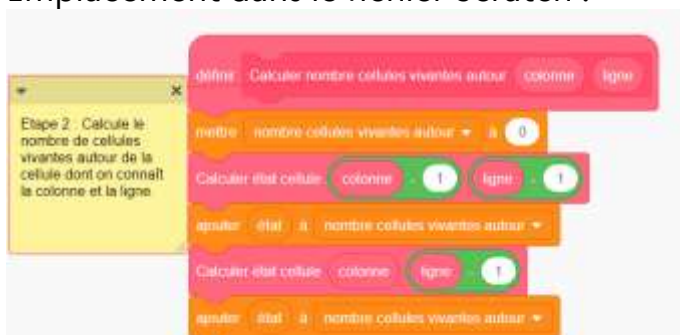 Emplacement dans le fichier Scratch :
définir Calculer nombre cellules vivantes autour colonne ligne
Etape 2 : Calcule le
nombre de cellules
vivantes autour de la
cellule dont on connaît
la colonne et la ligne
mettre nombre cellules vivantes autour à 0
Calculer état cellule colonne - 1 ligne - 1
ajouter état à nombre cellules vivantes autour
Calculer état cellule colonne ligne - 1
ajouter état à nombre cellules vivantes autour